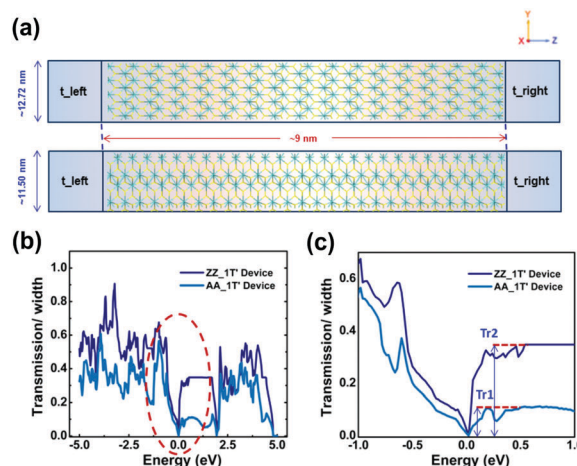 (a)
Y
X
Z
~12.72 nm
t_left
t_right
~9 nm
~11.50 nm
t_left
t_right
(b)
Transmission/ width
1.0
0.8
0.6
0.4
0.2
0.0
-5.0
-2.5
0.0
2.5
5.0
Energy (eV)
ZZ_1T' Device
AA_1T' Device
(c)
Transmission/ width
0.6
0.4
0.2
0.0
-1.0
-0.5
0.0
0.5
1.0
Energy (eV)
ZZ_1T' Device
AA_1T' Device
Tr2
Tr1